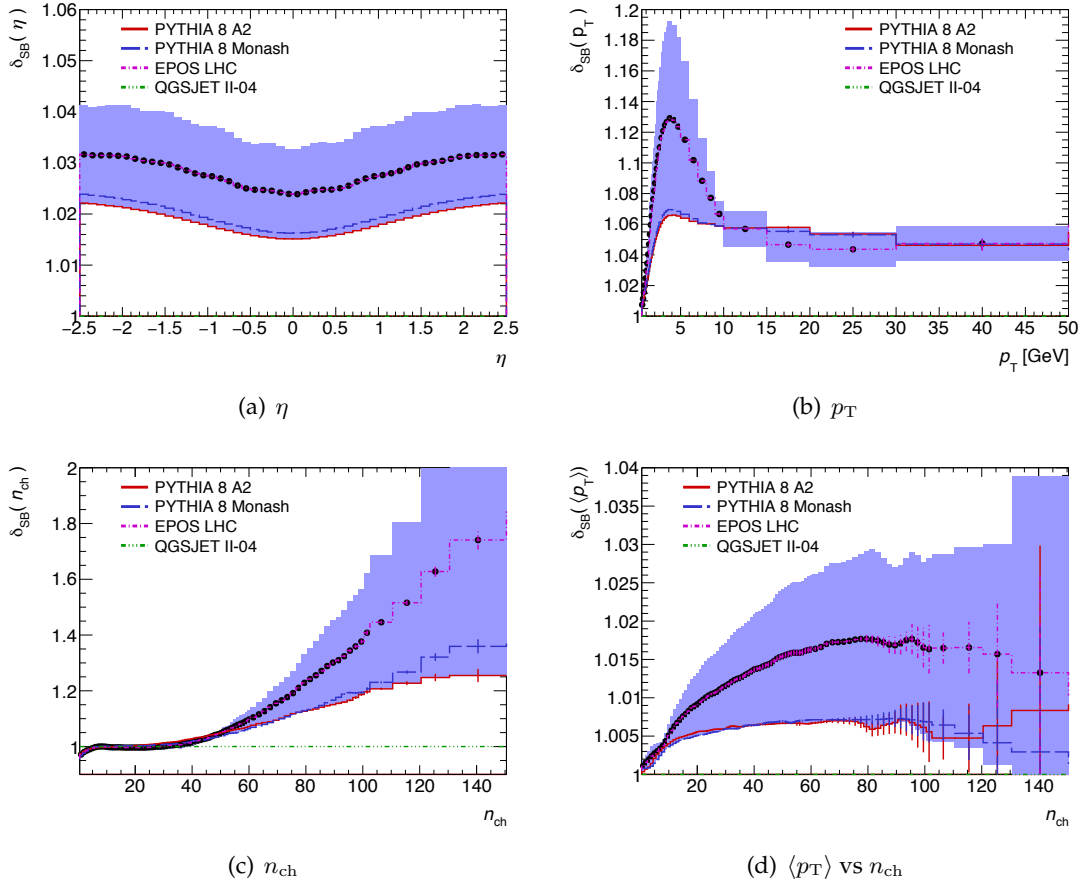 δSB( η )
1.06
1.05
1.04
1.03
1.02
1.01
1
PYTHIA 8 A2
PYTHIA 8 Monash
EPOS LHC
QGSJET II-04
−2.5 −2 −1.5 −1 −0.5 0 0.5 1 1.5 2 2.5
η
(a) η
δSB( pT )
1.2
1.18
1.16
1.14
1.12
1.1
1.08
1.06
1.04
1.02
1
PYTHIA 8 A2
PYTHIA 8 Monash
EPOS LHC
QGSJET II-04
5 10 15 20 25 30 35 40 45 50
pT [GeV]
(b) pT
δSB( nch )
2
1.8
1.6
1.4
1.2
1
PYTHIA 8 A2
PYTHIA 8 Monash
EPOS LHC
QGSJET II-04
20 40 60 80 100 120 140
nch
(c) nch
δSB( ⟨pT⟩ )
1.04
1.035
1.03
1.025
1.02
1.015
1.01
1.005
1
PYTHIA 8 A2
PYTHIA 8 Monash
EPOS LHC
QGSJET II-04
20 40 60 80 100 120 140
nch
(d) ⟨pT⟩ vs nch